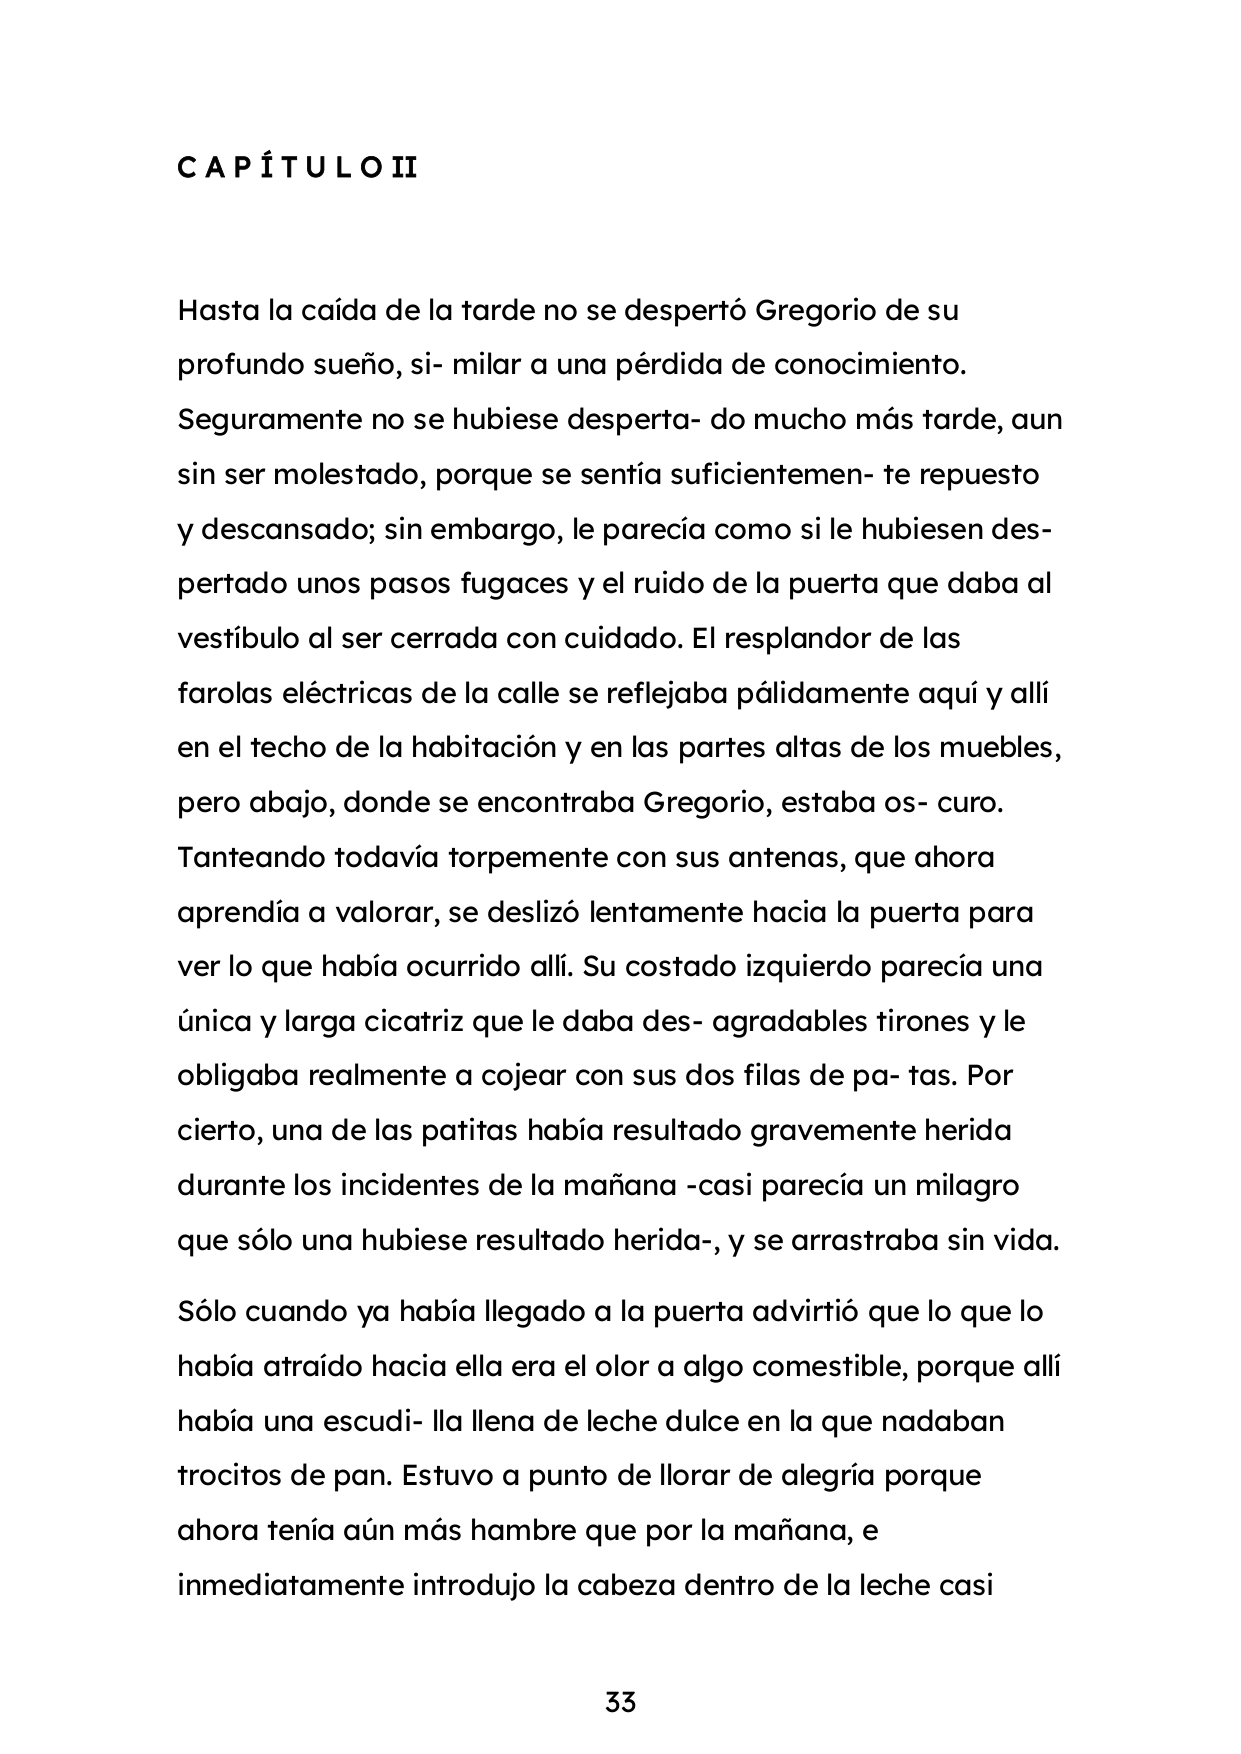 CAPÍTULO II
Hasta la caída de la tarde no se despertó Gregorio de su
profundo sueño, si- milar a una pérdida de conocimiento.
Seguramente no se hubiese desperta- do mucho más tarde, aun
sin ser molestado, porque se sentía suficientemen- te repuesto
y descansado; sin embargo, le parecía como si le hubiesen des-
pertado unos pasos fugaces y el ruido de la puerta que daba al
vestíbulo al ser cerrada con cuidado. El resplandor de las
farolas eléctricas de la calle se reflejaba pálidamente aquí y allí
en el techo de la habitación y en las partes altas de los muebles,
pero abajo, donde se encontraba Gregorio, estaba os- curo.
Tanteando todavía torpemente con sus antenas, que ahora
aprendía a valorar, se deslizó lentamente hacia la puerta para
ver lo que había ocurrido allí. Su costado izquierdo parecía una
única y larga cicatriz que le daba des- agradables tirones y le
obligaba realmente a cojear con sus dos filas de pa- tas. Por
cierto, una de las patitas había resultado gravemente herida
durante los incidentes de la mañana -casi parecía un milagro
que sólo una hubiese resultado herida-, y se arrastraba sin vida.
Sólo cuando ya había llegado a la puerta advirtió que lo que lo
había atraído hacia ella era el olor a algo comestible, porque allí
había una escudi- lla llena de leche dulce en la que nadaban
trocitos de pan. Estuvo a punto de llorar de alegría porque
ahora tenía aún más hambre que por la mañana, e
inmediatamente introdujo la cabeza dentro de la leche casi
33